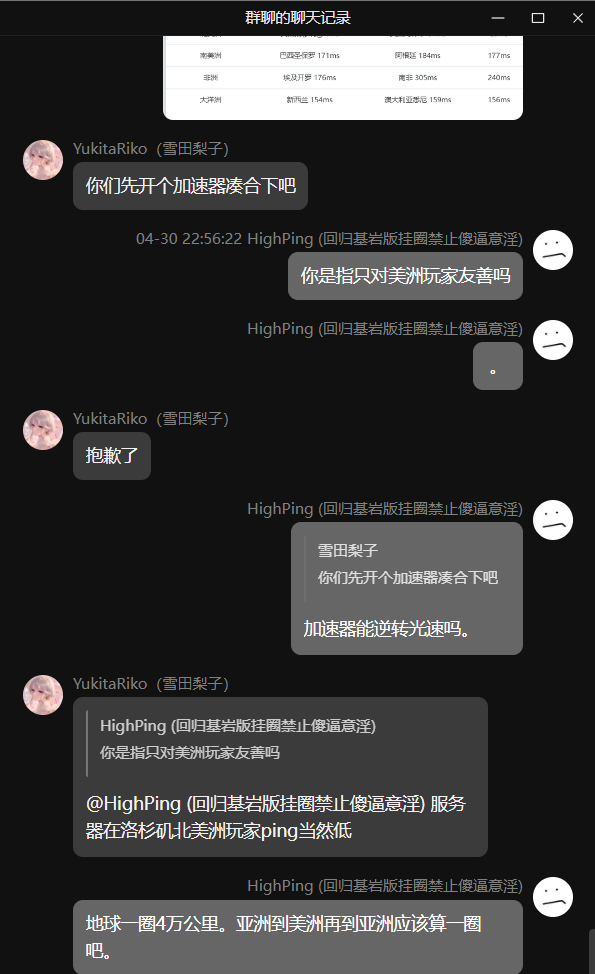 群聊的聊天记录
南美洲 巴西圣保罗 171ms 阿根廷 184ms 177ms
非洲 埃及开罗 176ms 南非 305ms 240ms
大洋洲 新西兰 154ms 澳大利亚悉尼 159ms 156ms
YukitaRiko（雪田梨子）
你们先开个加速器凑合下吧
04-30 22:56:22 HighPing (回归基岩版挂圈禁止傻逼意淫)
你是指只对美洲玩家友善吗
HighPing (回归基岩版挂圈禁止傻逼意淫)
。
YukitaRiko（雪田梨子）
抱歉了
HighPing (回归基岩版挂圈禁止傻逼意淫)
雪田梨子
你们先开个加速器凑合下吧
加速器能逆转光速吗。
YukitaRiko（雪田梨子）
HighPing (回归基岩版挂圈禁止傻逼意淫)
你是指只对美洲玩家友善吗
@HighPing (回归基岩版挂圈禁止傻逼意淫) 服务
器在洛杉矶北美洲玩家ping当然低
HighPing (回归基岩版挂圈禁止傻逼意淫)
地球一圈4万公里。亚洲到美洲再到亚洲应该算一圈
吧。